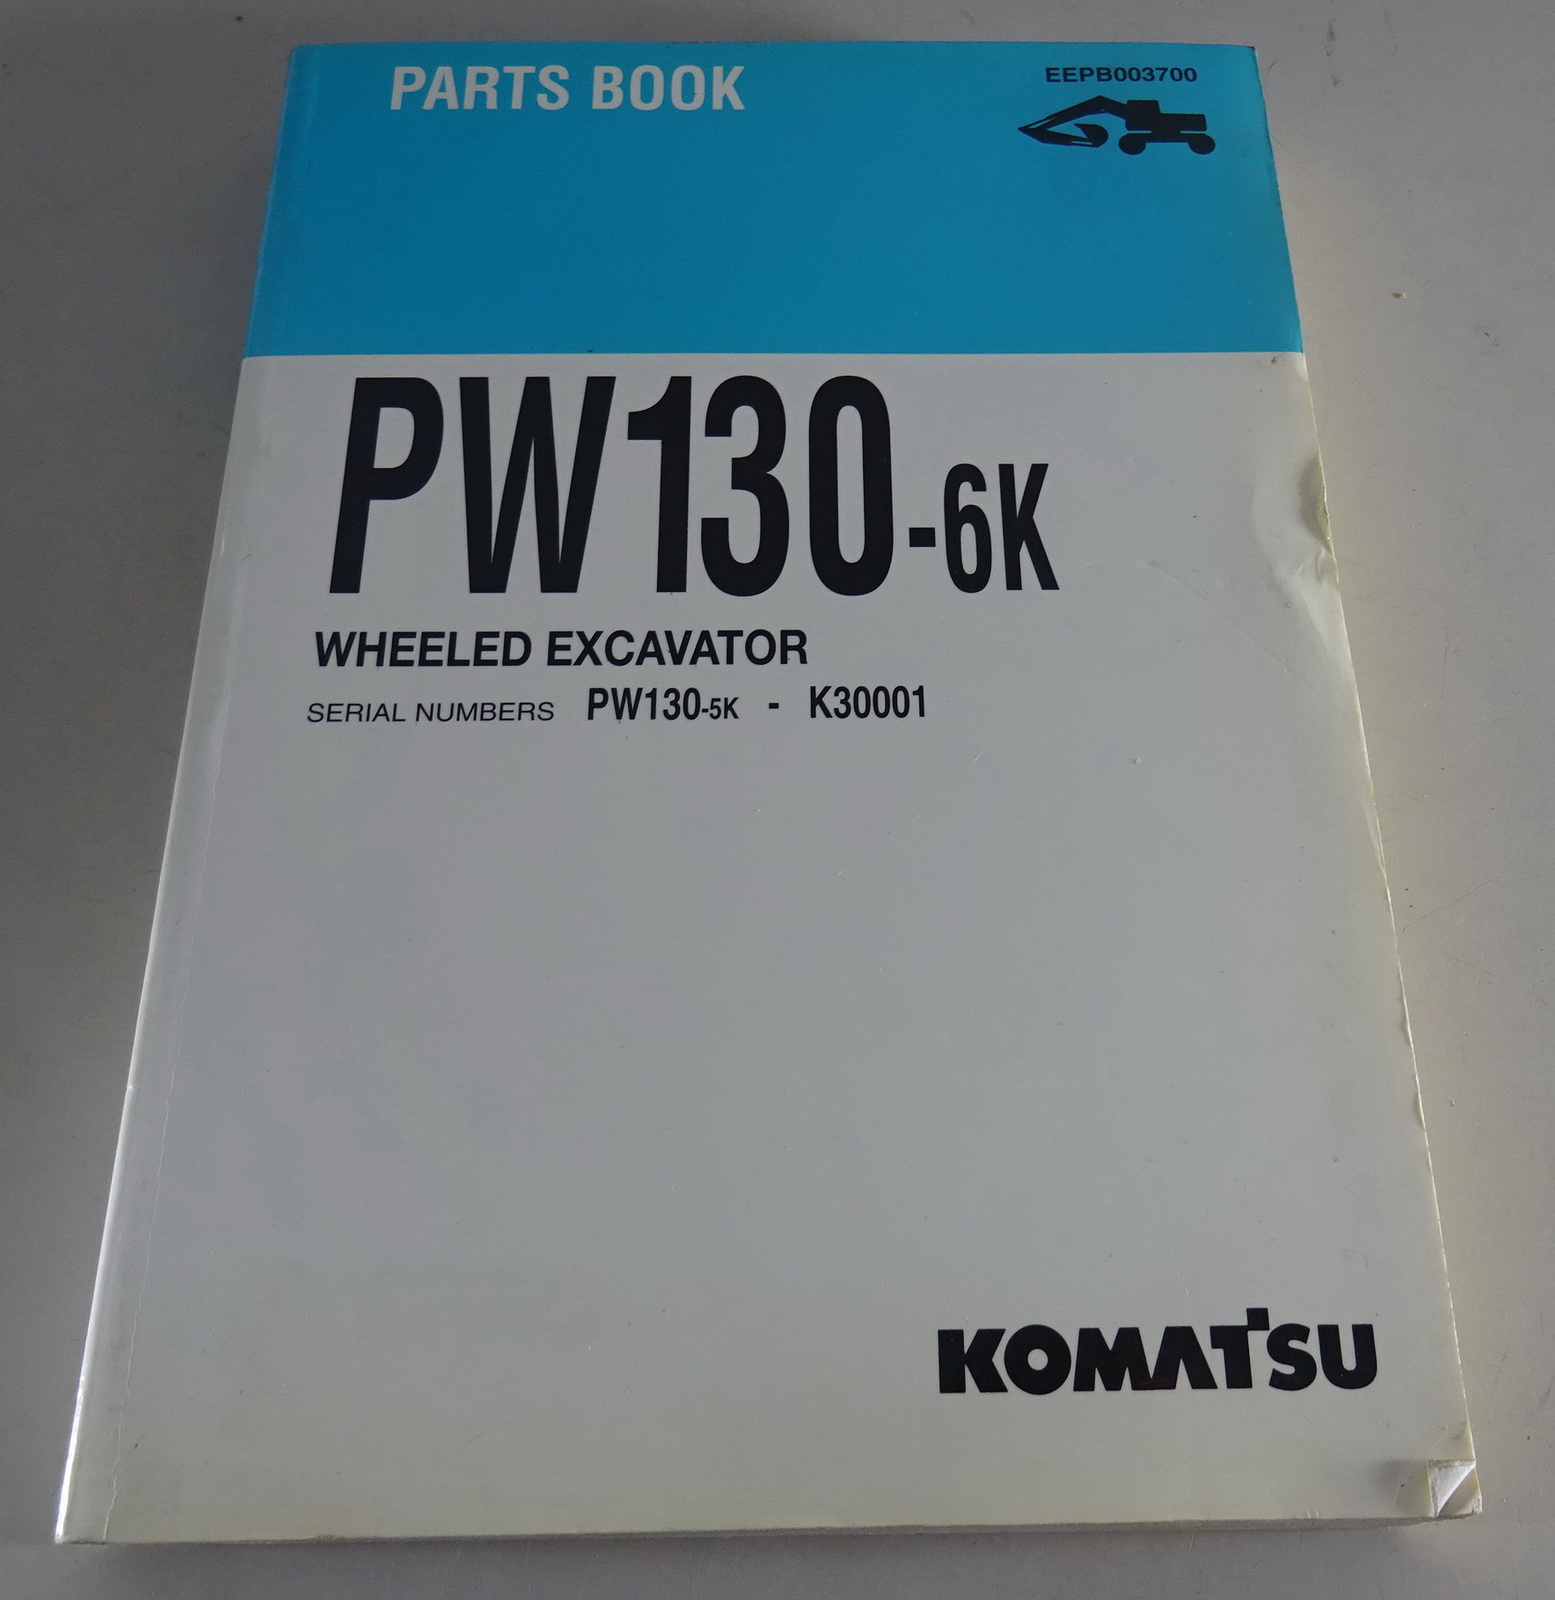 PARTS BOOK
EEPB003700
PW130-6K
WHEELED EXCAVATOR
SERIAL NUMBERS PW130-5K - K30001
KOMATSU